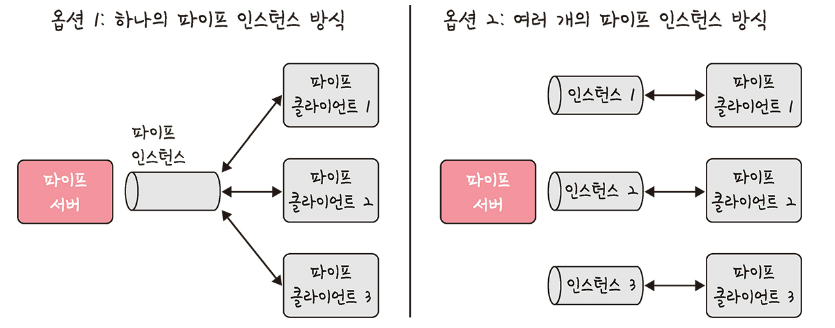 옵션 1: 하나의 파이프 인스턴스 방식
파이프
클라이언트 1
파이프
인스턴스
파이프
서버
파이프
클라이언트 2
파이프
클라이언트 3
옵션 2: 여러 개의 파이프 인스턴스 방식
인스턴스 1
파이프
클라이언트 1
파이프
서버
인스턴스 2
파이프
클라이언트 2
인스턴스 3
파이프
클라이언트 3